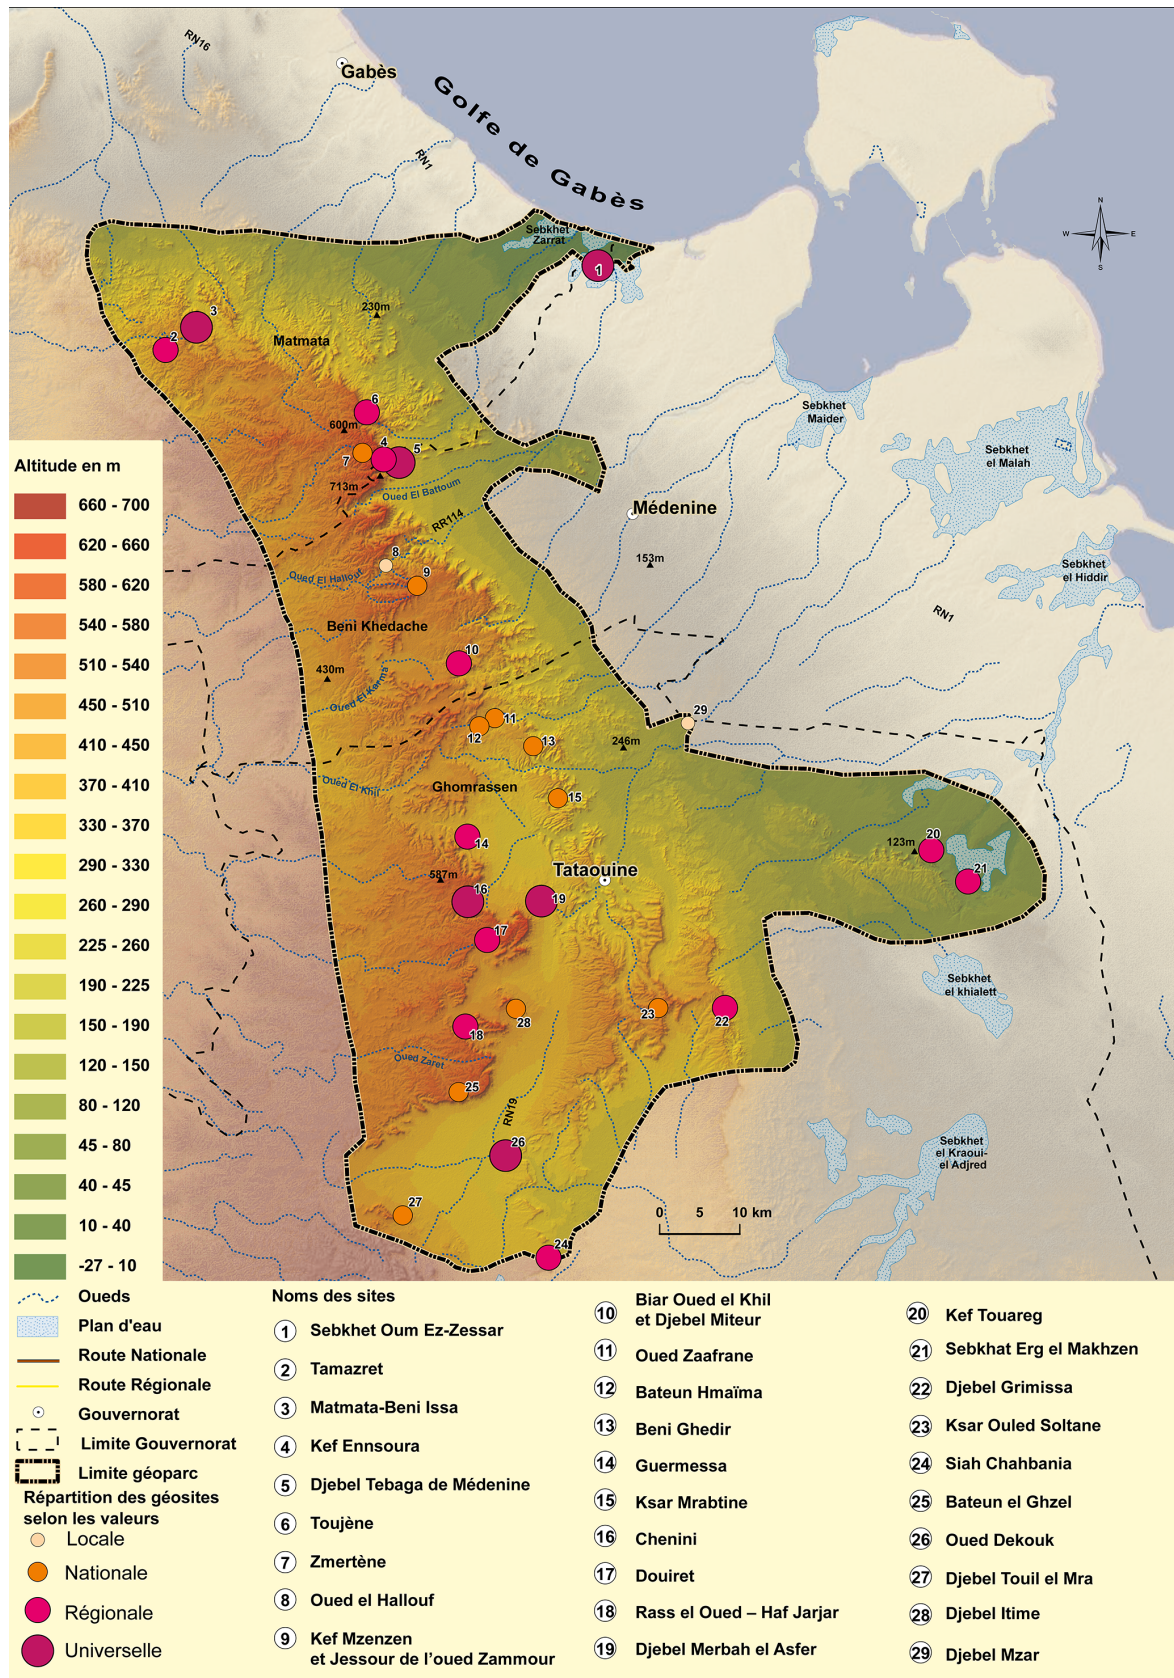 RN16
Gabès
Golfe de Gabès
RN1
N
W
E
S
Sebkhet
Zarrat
1
3
2
230m
Matmata
6
600m
4
5
7
713m
Oued El Battoum
RR114
Sebkhet
Maider
Sebkhet
el Malah
Médenine
153m
Sebkhet
el Hiddir
RN1
8
Oued El Hallouf
9
Beni Khedache
10
430m
Oued El Kerma
11
12
13
246m
29
Oued El Khil
Ghomrassen
15
14
123m
20
21
Tataouine
587m
16
19
17
Sebkhet
el khialett
28
23
22
18
Oued Zaret
25
RN19
26
Sebkhet
el Kraoui-
el Adjred
27
24
0 5 10 km
Altitude en m
660 - 700
620 - 660
580 - 620
540 - 580
510 - 540
450 - 510
410 - 450
370 - 410
330 - 370
290 - 330
260 - 290
225 - 260
190 - 225
150 - 190
120 - 150
80 - 120
45 - 80
40 - 45
10 - 40
-27 - 10
Oueds
Plan d'eau
Route Nationale
Route Régionale
Gouvernorat
Limite Gouvernorat
Limite géoparc
Répartition des géosites
selon les valeurs
Locale
Nationale
Régionale
Universelle
Noms des sites
1 Sebkhet Oum Ez-Zessar
2 Tamazret
3 Matmata-Beni Issa
4 Kef Ennsoura
5 Djebel Tebaga de Médenine
6 Toujène
7 Zmertène
8 Oued el Hallouf
9 Kef Mzenzen
et Jessour de l'oued Zammour
10 Biar Oued el Khil
et Djebel Miteur
11 Oued Zaafrane
12 Bateun Hmaïma
13 Beni Ghedir
14 Guermessa
15 Ksar Mrabtine
16 Chenini
17 Douiret
18 Rass el Oued – Haf Jarjar
19 Djebel Merbah el Asfer
20 Kef Touareg
21 Sebkhat Erg el Makhzen
22 Djebel Grimissa
23 Ksar Ouled Soltane
24 Siah Chahbania
25 Bateun el Ghzel
26 Oued Dekouk
27 Djebel Touil el Mra
28 Djebel Itime
29 Djebel Mzar